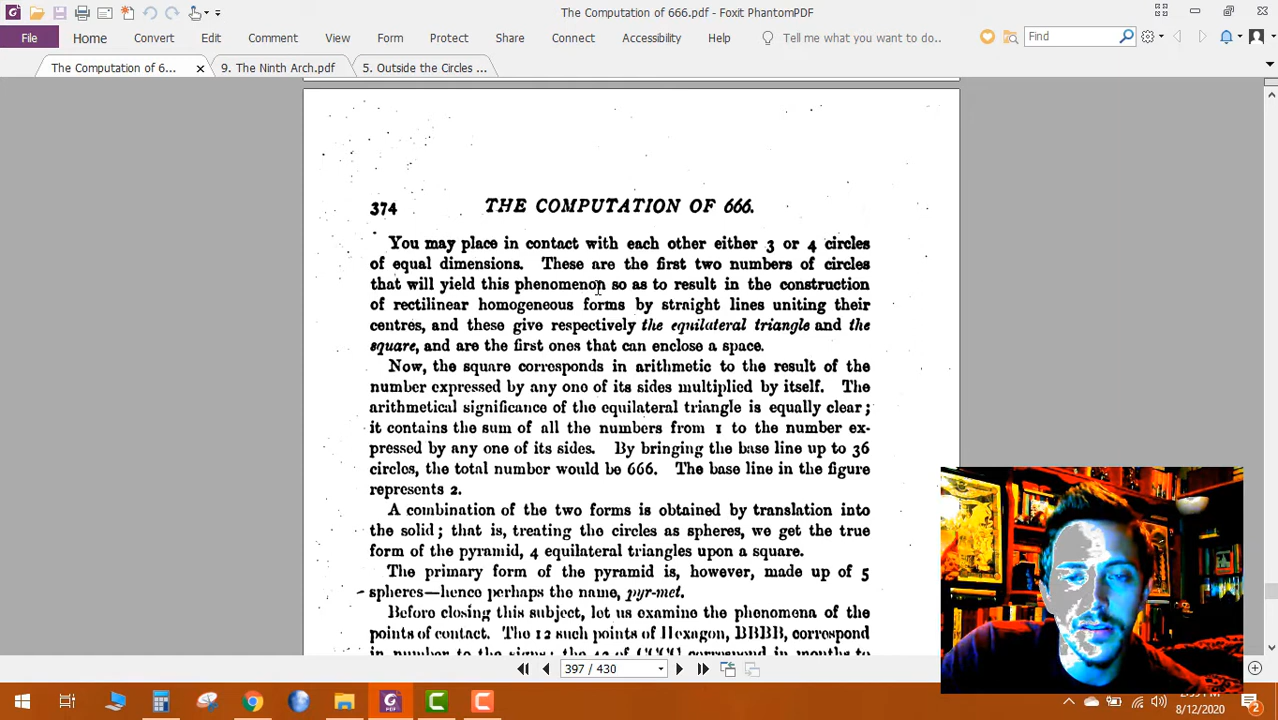 The Computation of 666.pdf - Foxit PhantomPDF
File Home Convert Edit Comment View Form Protect Share Connect Accessibility Help Tell me what you want to do.. Find
The Computation of 6... 9. The Ninth Arch.pdf 5. Outside the Circles ...
374 THE COMPUTATION OF 666.
You may place in contact with each other either 3 or 4 circles
of equal dimensions. These are the first two numbers of circles
that will yield this phenomenon so as to result in the construction
of rectilinear homogeneous forms by straight lines uniting their
centres, and these give respectively the equilateral triangle and the
square, and are the first ones that can enclose a space.
Now, the square corresponds in arithmetic to the result of the
number expressed by any one of its sides multiplied by itself. The
arithmetical significance of the equilateral triangle is equally clear;
it contains the sum of all the numbers from 1 to the number ex-
pressed by any one of its sides. By bringing the base line up to 36
circles, the total number would be 666. The base line in the figure
represents 2.
A combination of the two forms is obtained by translation into
the solid; that is, treating the circles as spheres, we get the true
form of the pyramid, 4 equilateral triangles upon a square.
The primary form of the pyramid is, however, made up of 5
spheres—hence perhaps the name, pyr-met.
Before closing this subject, let us examine the phenomena of the
points of contact. The 12 such points of Hexagon, BBBB, correspond
in number to the signs; the of correspond in months to
397 / 430
8/12/2020
2